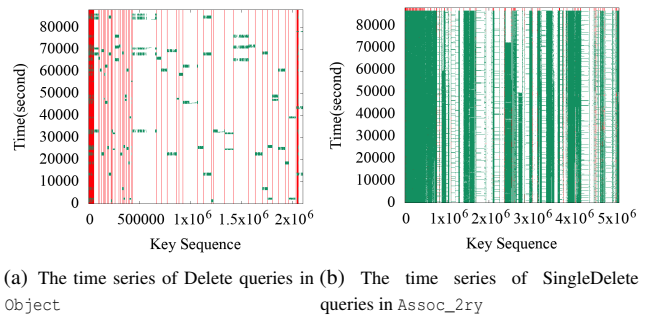 80000
70000
60000
50000
40000
30000
20000
10000
0
Time(second)
0 500000 1x10^6 1.5x10^6 2x10^6
Key Sequence
80000
70000
60000
50000
40000
30000
20000
10000
0
Time(second)
0 1x10^6 2x10^6 3x10^6 4x10^6 5x10^6
Key Sequence
(a) The time series of Delete queries in
Object
(b) The time series of SingleDelete
queries in Assoc_2ry